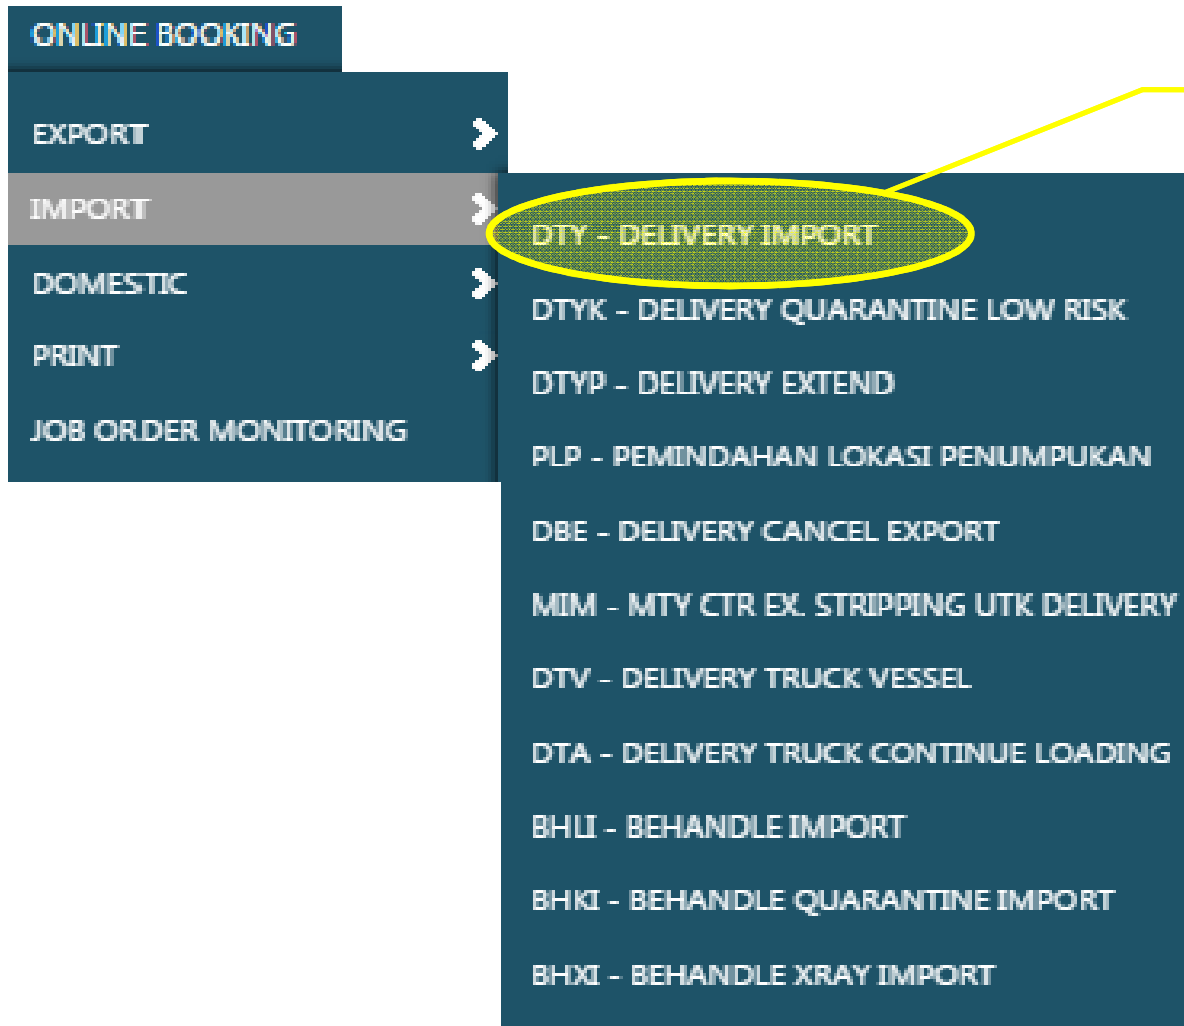 ONLINE BOOKING
EXPORT
IMPORT
DOMESTIC
PRINT
JOB ORDER MONITORING
DTY - DELIVERY IMPORT
DTYK - DELIVERY QUARANTINE LOW RISK
DTYP - DELIVERY EXTEND
PLP - PEMINDAHAN LOKASI PENUMPUKAN
DBE - DELIVERY CANCEL EXPORT
MIM - MTY CTR EX. STRIPPING UTK DELIVERY
DTV - DELIVERY TRUCK VESSEL
DTA - DELIVERY TRUCK CONTINUE LOADING
BHLI - BEHANDLE IMPORT
BHKI - BEHANDLE QUARANTINE IMPORT
BHXI - BEHANDLE XRAY IMPORT